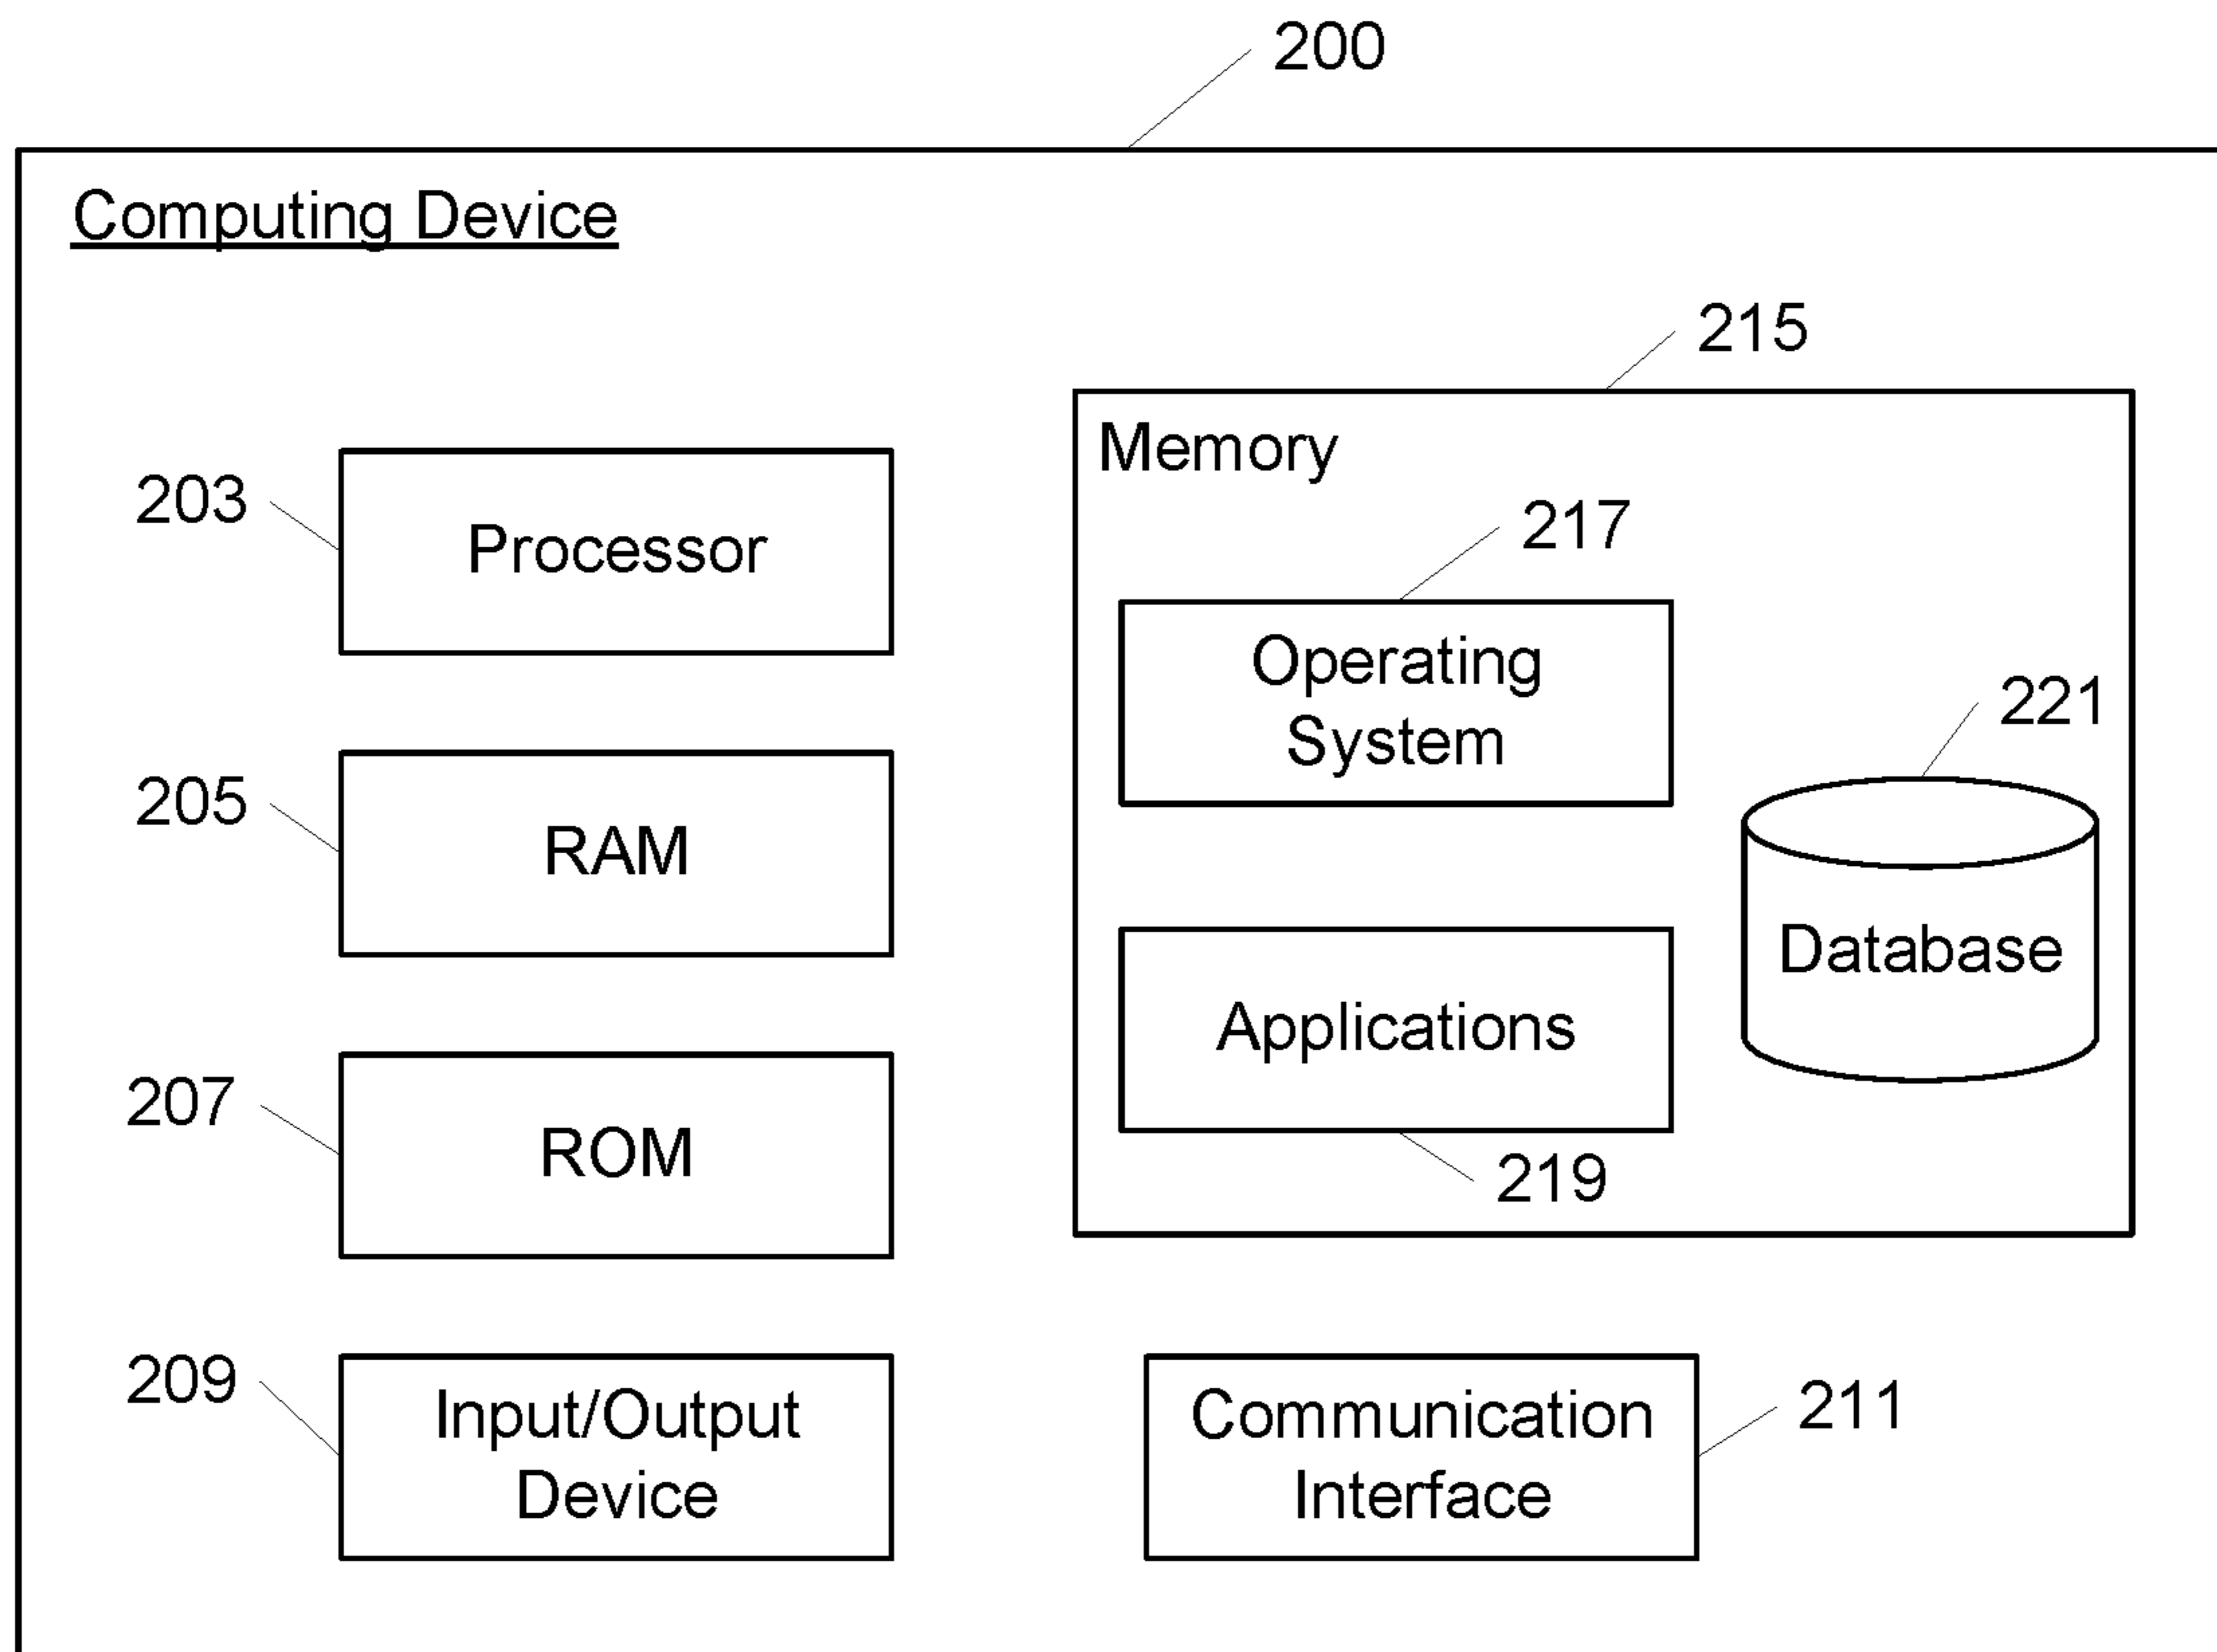 200
Computing Device
215
Memory
203
Processor
217
Operating
System
221
205
RAM
Database
Applications
207
ROM
219
209
Input/Output
Device
Communication
Interface
211